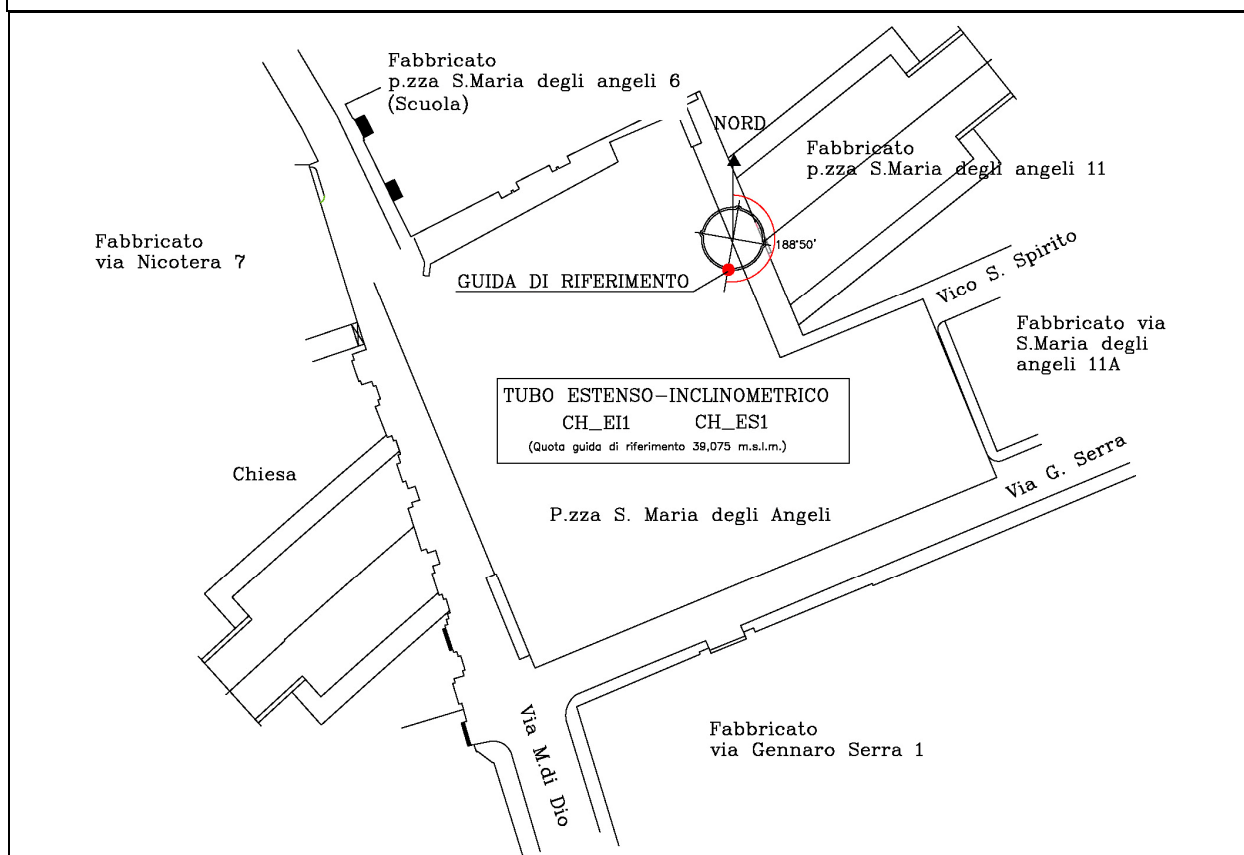 Fabbricato
p.zza S.Maria degli angeli 6
(Scuola)
NORD
Fabbricato
p.zza S.Maria degli angeli 11
Fabbricato
via Nicotera 7
188°50'
GUIDA DI RIFERIMENTO
Vico S. Spirito
Fabbricato via
S.Maria degli
angeli 11A
TUBO ESTENSO-INCLINOMETRICO
CH_EI1 CH_ES1
(Quota guida di riferimento 39,075 m.s.l.m.)
Chiesa
Via G. Serra
P.zza S. Maria degli Angeli
Via M.di Dio
Fabbricato
via Gennaro Serra 1